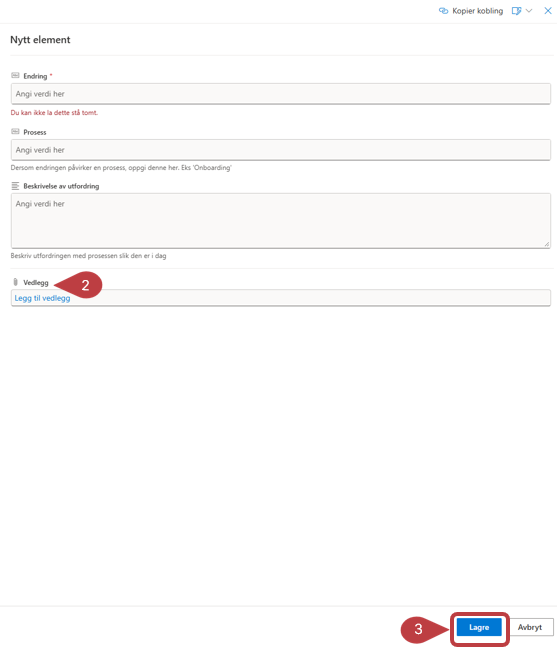 Kopier kobling
Nytt element
Endring *
Angi verdi her
Du kan ikke la dette stå tomt.
Prosess
Angi verdi her
Dersom endringen påvirker en prosess, oppgi denne her. Eks 'Onboarding'
Beskrivelse av utfordring
Angi verdi her
Beskriv utfordringen med prosessen slik den er i dag
Vedlegg 2
Legg til vedlegg
3 Lagre Avbryt